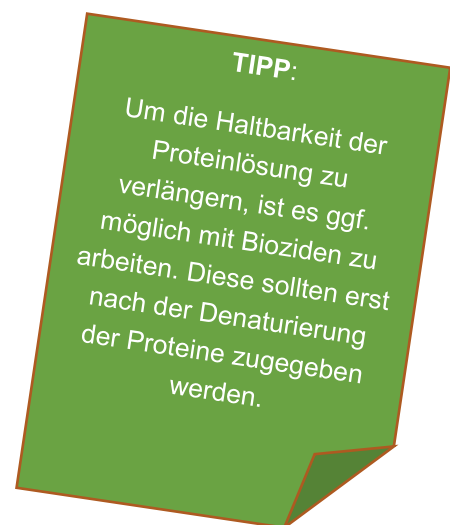 TIPP:
Um die Haltbarkeit der
Proteinlösung zu
verlängern, ist es ggf.
möglich mit Bioziden zu
arbeiten. Diese sollten erst
nach der Denaturierung
der Proteine zugegeben
werden.